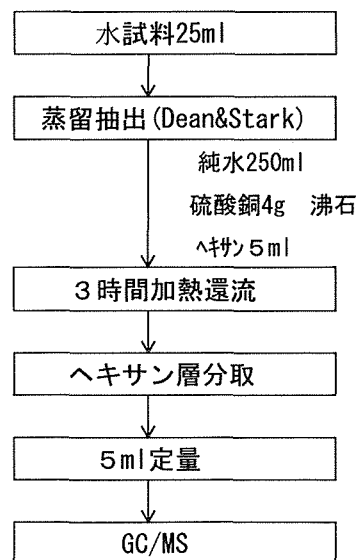 水試料25ml
蒸留抽出(Dean&Stark)
純水250ml
硫酸銅4g 沸石
ﾍｷｻﾝ5ml
3時間加熱還流
ヘキサン層分取
5ml定量
GC/MS